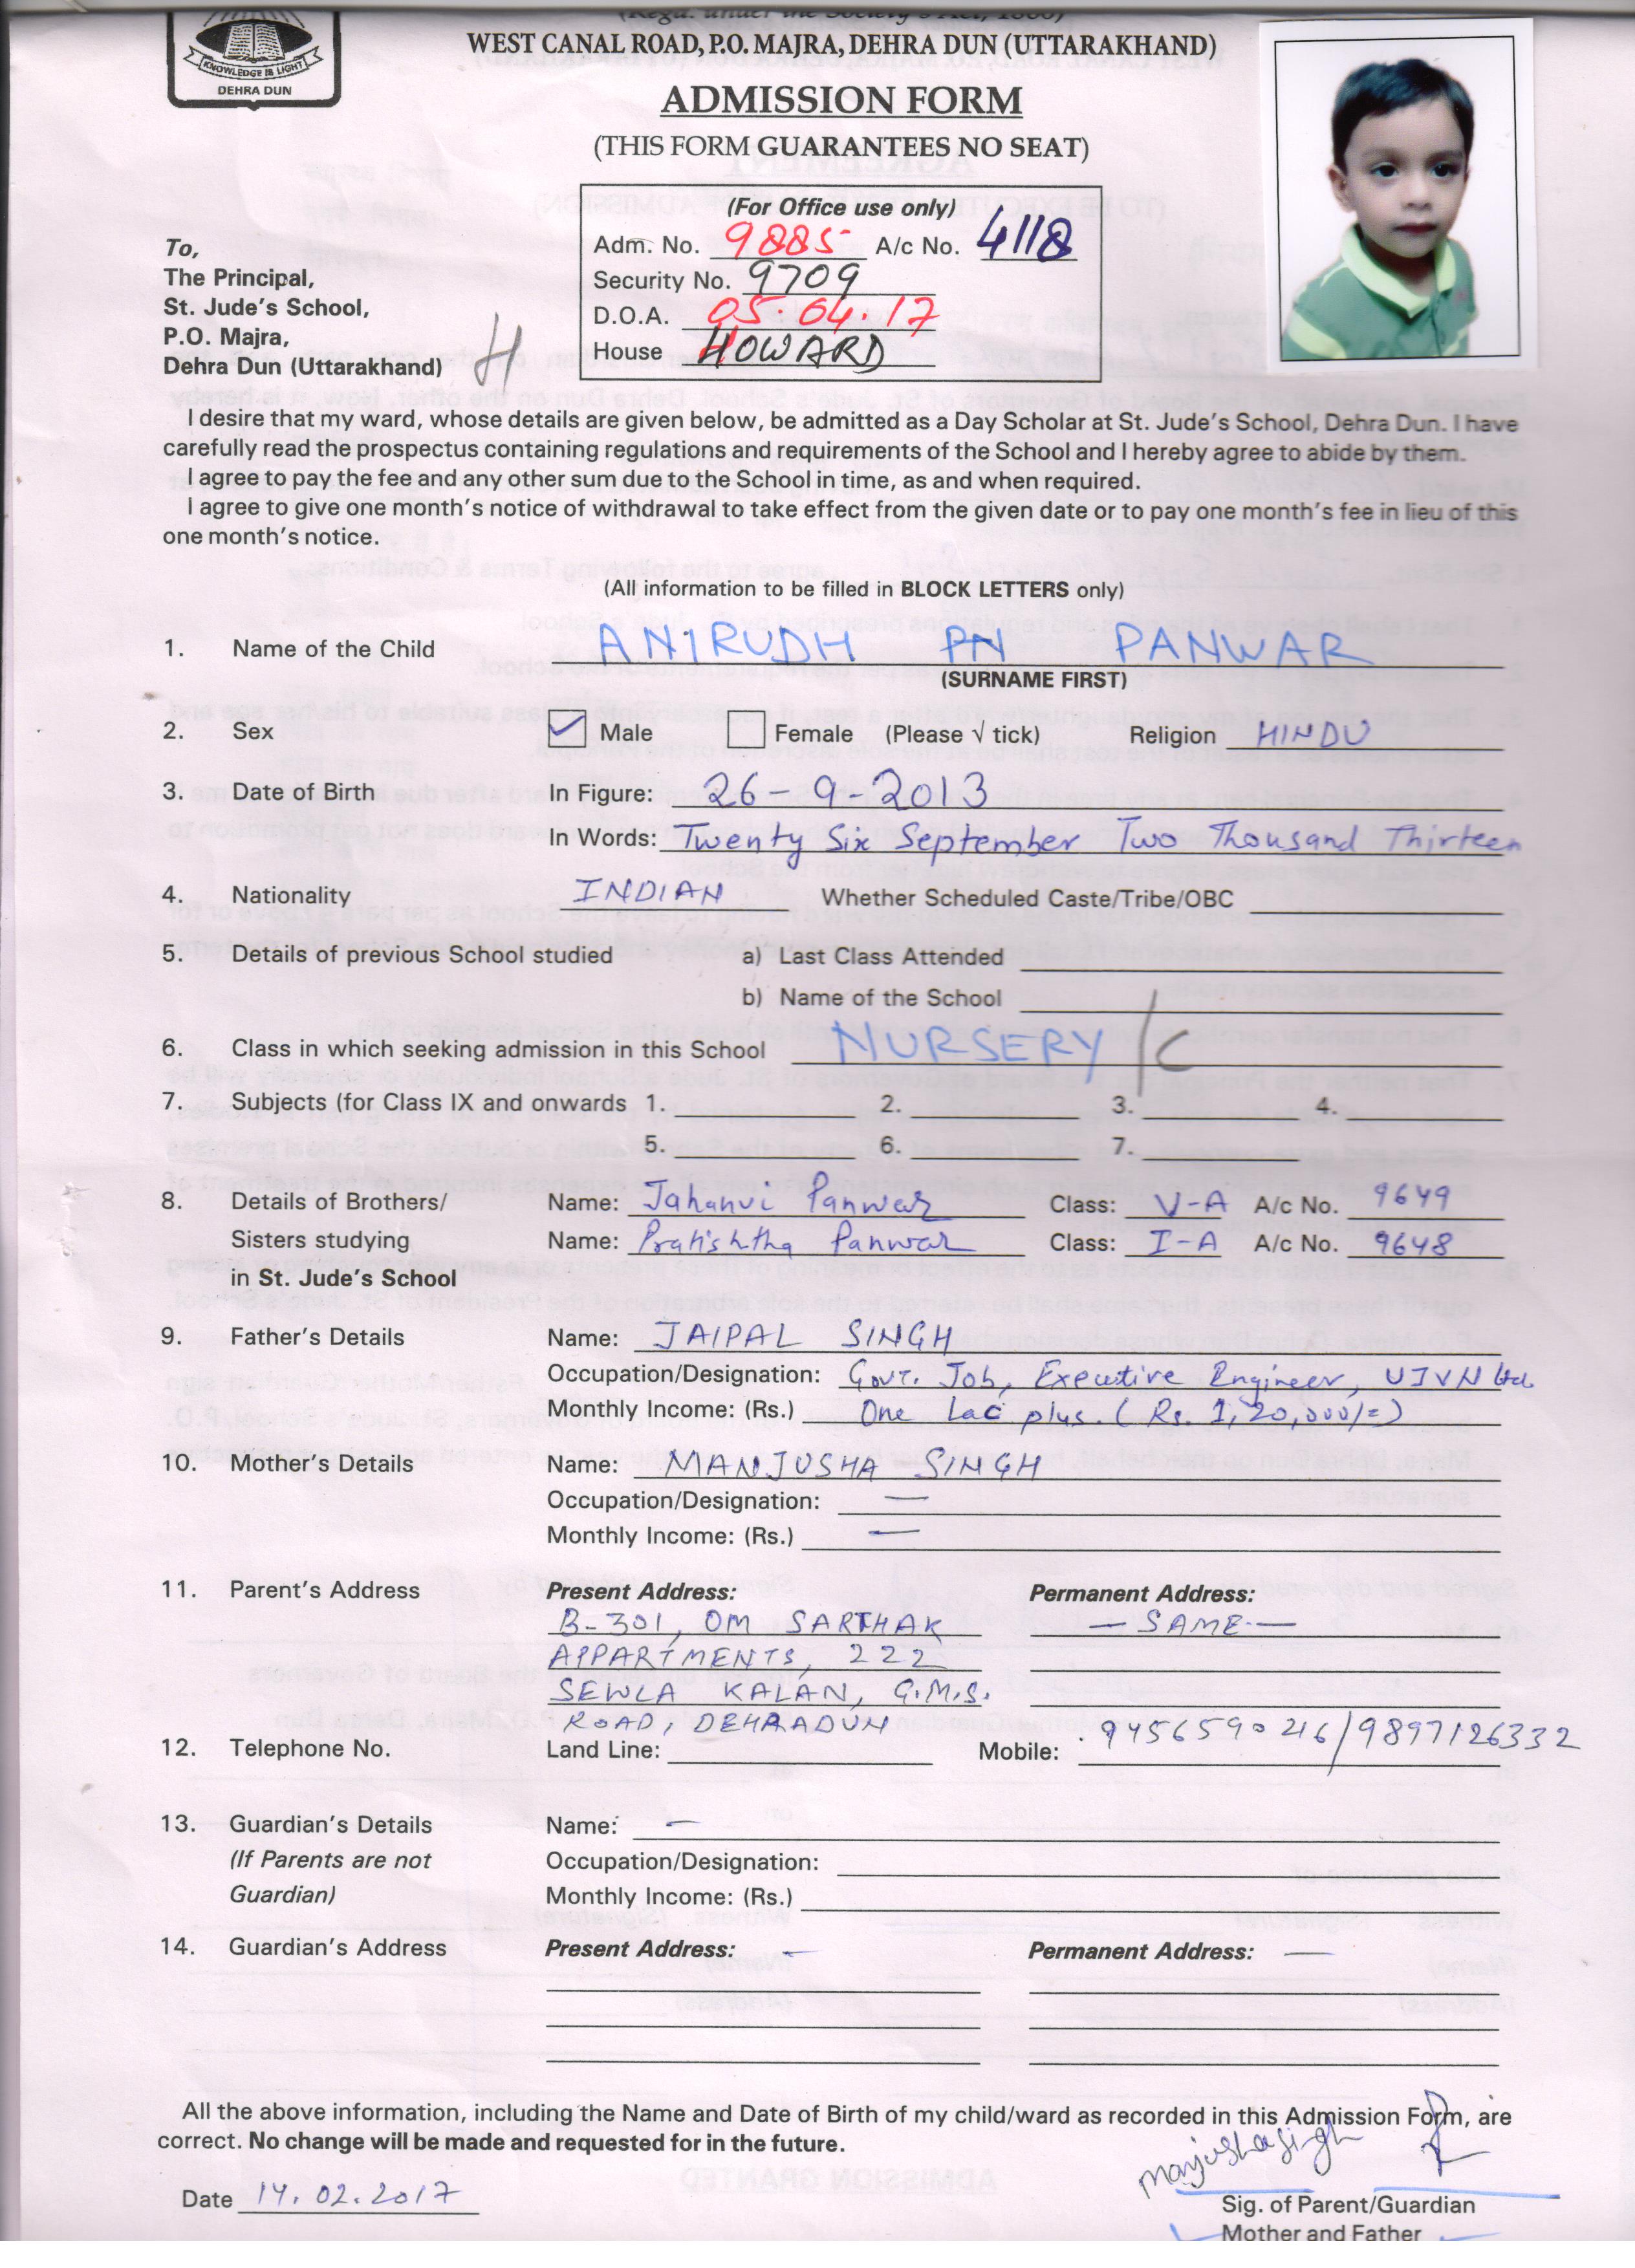 (Regd. under the Society's Act, 1860)
KNOWLEDGE IS LIGHT
DEHRA DUN
WEST CANAL ROAD, P.O. MAJRA, DEHRA DUN (UTTARAKHAND)
ADMISSION FORM
(THIS FORM GUARANTEES NO SEAT)
(For Office use only)
Adm. No. 9885 A/c No. 4118
Security No. 9709
D.O.A. 05.04.17
House HOWARD
To,
The Principal,
St. Jude's School,
P.O. Majra,
Dehra Dun (Uttarakhand)
H
I desire that my ward, whose details are given below, be admitted as a Day Scholar at St. Jude's School, Dehra Dun. I have
carefully read the prospectus containing regulations and requirements of the School and I hereby agree to abide by them.
I agree to pay the fee and any other sum due to the School in time, as and when required.
I agree to give one month's notice of withdrawal to take effect from the given date or to pay one month's fee in lieu of this
one month's notice.
(All information to be filled in BLOCK LETTERS only)
1. Name of the Child ANIRUDH PN PANWAR
(SURNAME FIRST)
2. Sex Male Female (Please √ tick) Religion HINDU
3. Date of Birth In Figure: 26-9-2013
In Words: Twenty Six September Two Thousand Thirteen
4. Nationality INDIAN Whether Scheduled Caste/Tribe/OBC
5. Details of previous School studied a) Last Class Attended
b) Name of the School
6. Class in which seeking admission in this School NURSERY /C
7. Subjects (for Class IX and onwards 1. 2. 3. 4.
5. 6. 7.
8. Details of Brothers/ Name: Jahanvi Panwar Class: V-A A/c No. 9649
Sisters studying Name: Pratishtha Panwar Class: I-A A/c No. 9648
in St. Jude's School
9. Father's Details Name: JAIPAL SINGH
Occupation/Designation: Govt. Job, Executive Engineer, UJVN Ltd.
Monthly Income: (Rs.) One Lac plus. (Rs. 1,20,000/=)
10. Mother's Details Name: MANJUSHA SINGH
Occupation/Designation: —
Monthly Income: (Rs.) —
11. Parent's Address Present Address: Permanent Address:
B-301, OM SARTHAK — SAME —
APPARTMENTS, 222
SEWLA KALAN, G.M.S.
ROAD, DEHRADUN
12. Telephone No. Land Line: Mobile: 9456590216/9897126332
13. Guardian's Details Name: —
(If Parents are not Occupation/Designation:
Guardian) Monthly Income: (Rs.)
14. Guardian's Address Present Address: — Permanent Address: —
All the above information, including the Name and Date of Birth of my child/ward as recorded in this Admission Form, are
correct. No change will be made and requested for in the future.
Manjusha Singh
Date 14.02.2017
Sig. of Parent/Guardian
Mother and Father